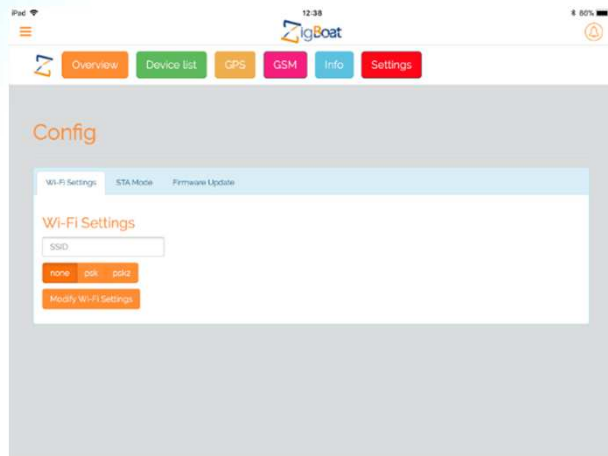 iPad 12:38 80%
ZigBoat
Overview Device list GPS GSM Info Settings
Config
Wi-Fi Settings STA Mode Firmware Update
Wi-Fi Settings
SSID
none psk psk2
Modify Wi-Fi Settings